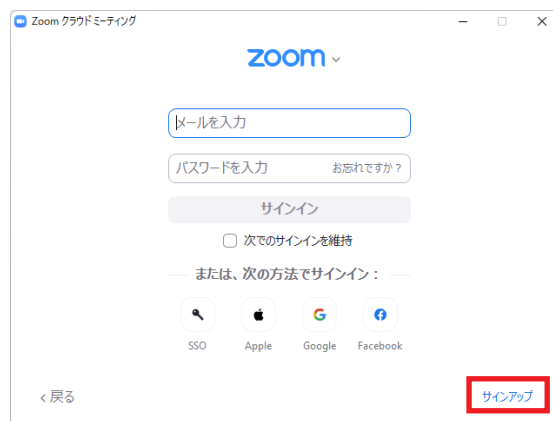 Zoom クラウド ミーティング
zoom
メールを入力
パスワードを入力 お忘れですか？
サインイン
次でのサインインを維持
または、次の方法でサインイン：
SSO Apple Google Facebook
戻る サインアップ